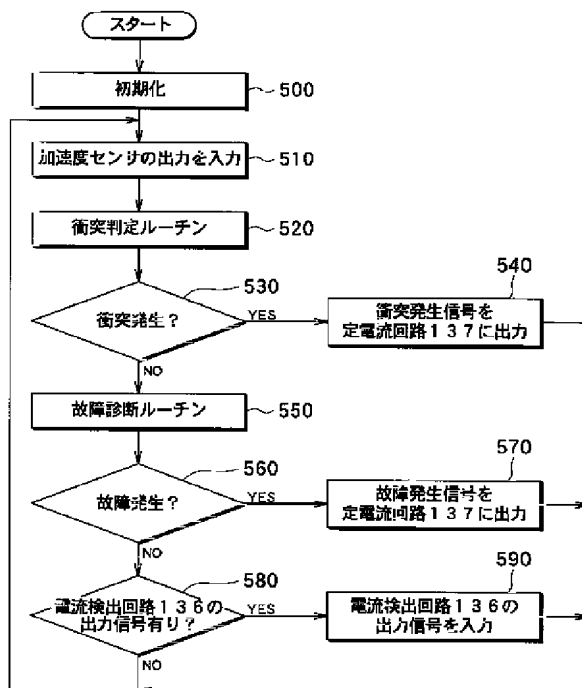 スタート
初期化
500
加速度センサの出力を入力
510
衝突判定ルーチン
520
530
衝突発生？
YES
NO
540
衝突発生信号を
定電流回路１３７に出力
故障診断ルーチン
550
560
故障発生？
YES
NO
570
故障発生信号を
定電流回路１３７に出力
580
電流検出回路１３６の
出力信号有り？
YES
NO
590
電流検出回路１３６の
出力信号を入力